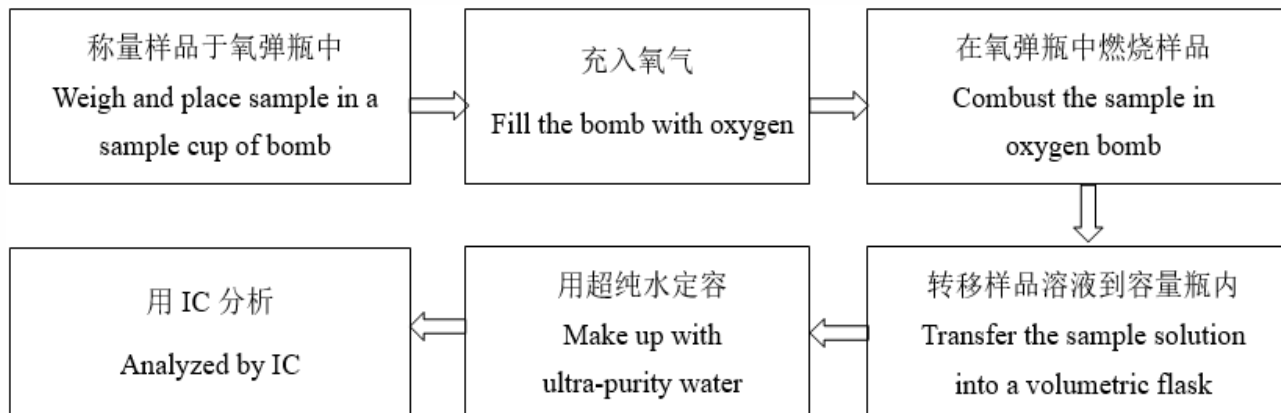 称量样品于氧弹瓶中
Weigh and place sample in a
sample cup of bomb
充入氧气
Fill the bomb with oxygen
在氧弹瓶中燃烧样品
Combust the sample in
oxygen bomb
转移样品溶液到容量瓶内
Transfer the sample solution
into a volumetric flask
用超纯水定容
Make up with
ultra-purity water
用 IC 分析
Analyzed by IC